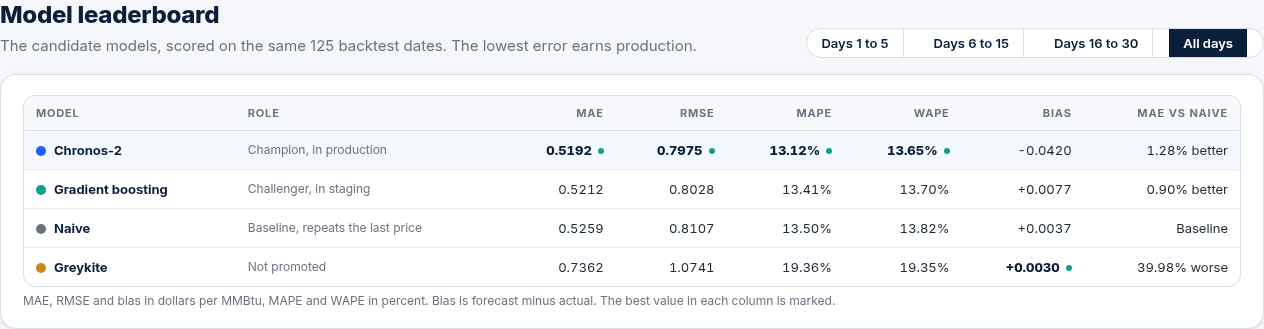 Model leaderboard
The candidate models, scored on the same 125 backtest dates. The lowest error earns production.
Days 1 to 5 Days 6 to 15 Days 16 to 30 All days
MODEL ROLE MAE RMSE MAPE WAPE BIAS MAE VS NAIVE
Chronos-2 Champion, in production 0.5192 0.7975 13.12% 13.65% -0.0420 1.28% better
Gradient boosting Challenger, in staging 0.5212 0.8028 13.41% 13.70% +0.0077 0.90% better
Naive Baseline, repeats the last price 0.5259 0.8107 13.50% 13.82% +0.0037 Baseline
Greykite Not promoted 0.7362 1.0741 19.36% 19.35% +0.0030 39.98% worse
MAE, RMSE and bias in dollars per MMBtu, MAPE and WAPE in percent. Bias is forecast minus actual. The best value in each column is marked.